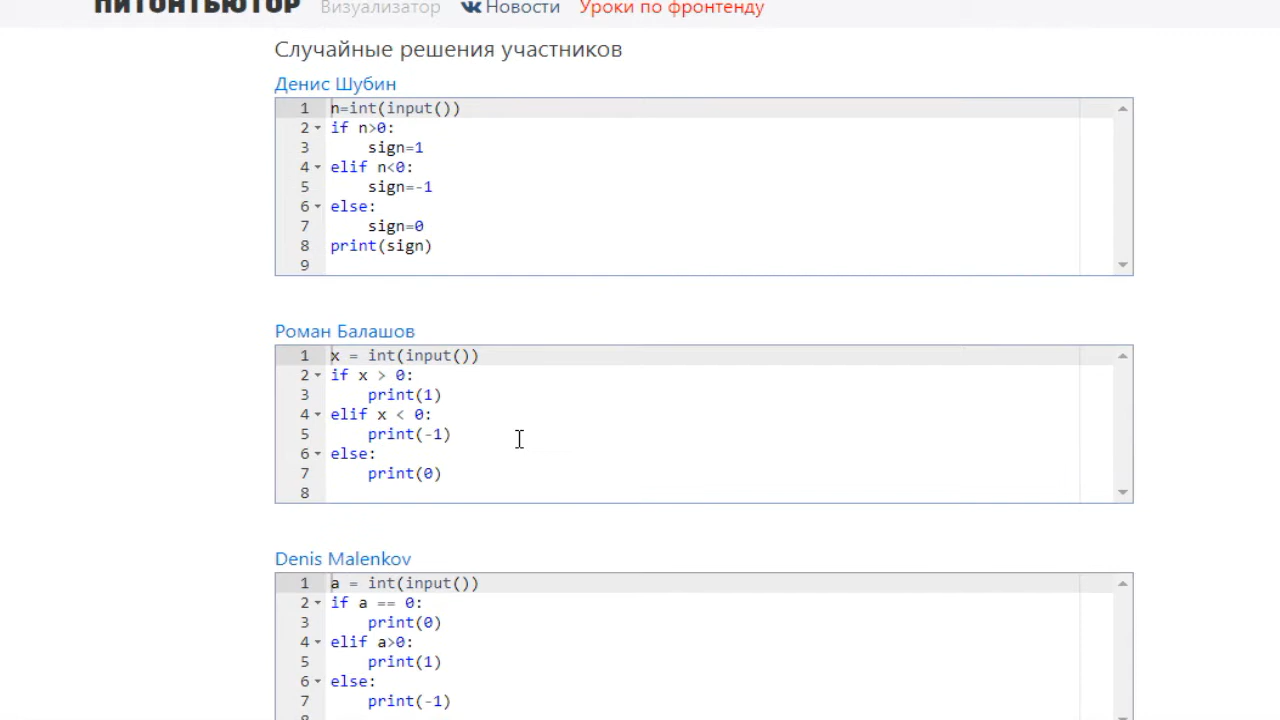 ПИТОНТЬЮТОР Визуализатор Новости Уроки по фронтенду
Случайные решения участников
Денис Шубин
1 n=int(input())
2 if n>0:
3     sign=1
4 elif n<0:
5     sign=-1
6 else:
7     sign=0
8 print(sign)
9
Роман Балашов
1 x = int(input())
2 if x > 0:
3     print(1)
4 elif x < 0:
5     print(-1)
6 else:
7     print(0)
8
Denis Malenkov
1 a = int(input())
2 if a == 0:
3     print(0)
4 elif a>0:
5     print(1)
6 else:
7     print(-1)
8